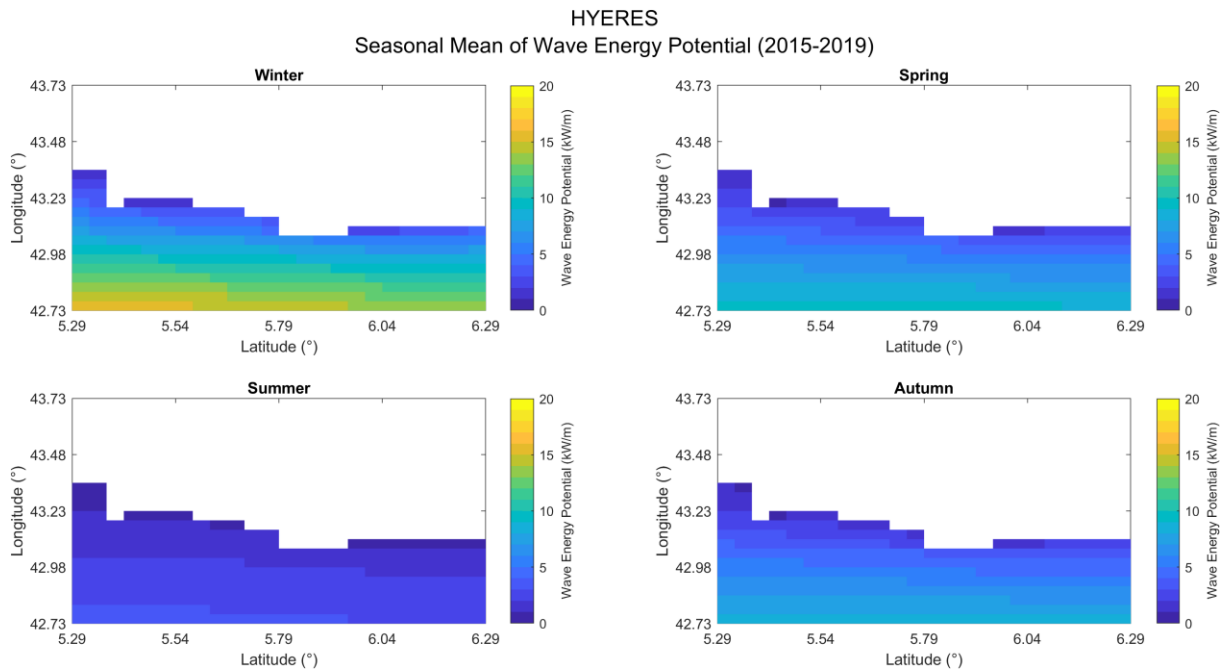 HYERES
Seasonal Mean of Wave Energy Potential (2015-2019)
Winter
43.73
43.48
43.23
42.98
42.73
Longitude (°)
5.29 5.54 5.79 6.04 6.29
Latitude (°)
20
15
10
5
0
Wave Energy Potential (kW/m)
Spring
43.73
43.48
43.23
42.98
42.73
Longitude (°)
5.29 5.54 5.79 6.04 6.29
Latitude (°)
20
15
10
5
0
Wave Energy Potential (kW/m)
Summer
43.73
43.48
43.23
42.98
42.73
Longitude (°)
5.29 5.54 5.79 6.04 6.29
Latitude (°)
20
15
10
5
0
Wave Energy Potential (kW/m)
Autumn
43.73
43.48
43.23
42.98
42.73
Longitude (°)
5.29 5.54 5.79 6.04 6.29
Latitude (°)
20
15
10
5
0
Wave Energy Potential (kW/m)